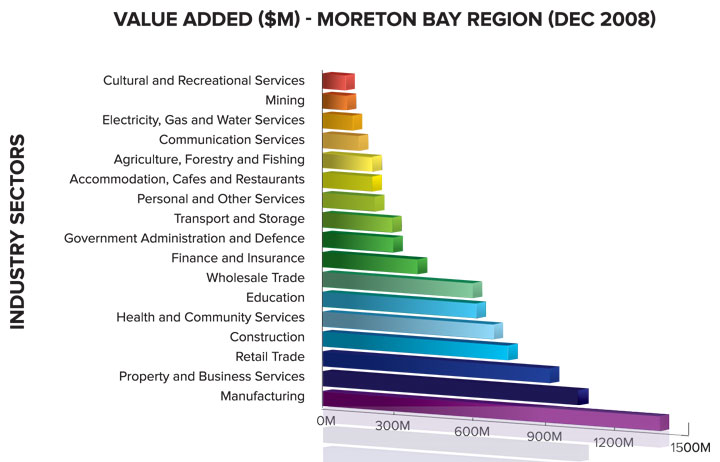 VALUE ADDED ($M) - MORETON BAY REGION (DEC 2008)
INDUSTRY SECTORS
Cultural and Recreational Services
Mining
Electricity, Gas and Water Services
Communication Services
Agriculture, Forestry and Fishing
Accommodation, Cafes and Restaurants
Personal and Other Services
Transport and Storage
Government Administration and Defence
Finance and Insurance
Wholesale Trade
Education
Health and Community Services
Construction
Retail Trade
Property and Business Services
Manufacturing
0M 300M 600M 900M 1200M 1500M